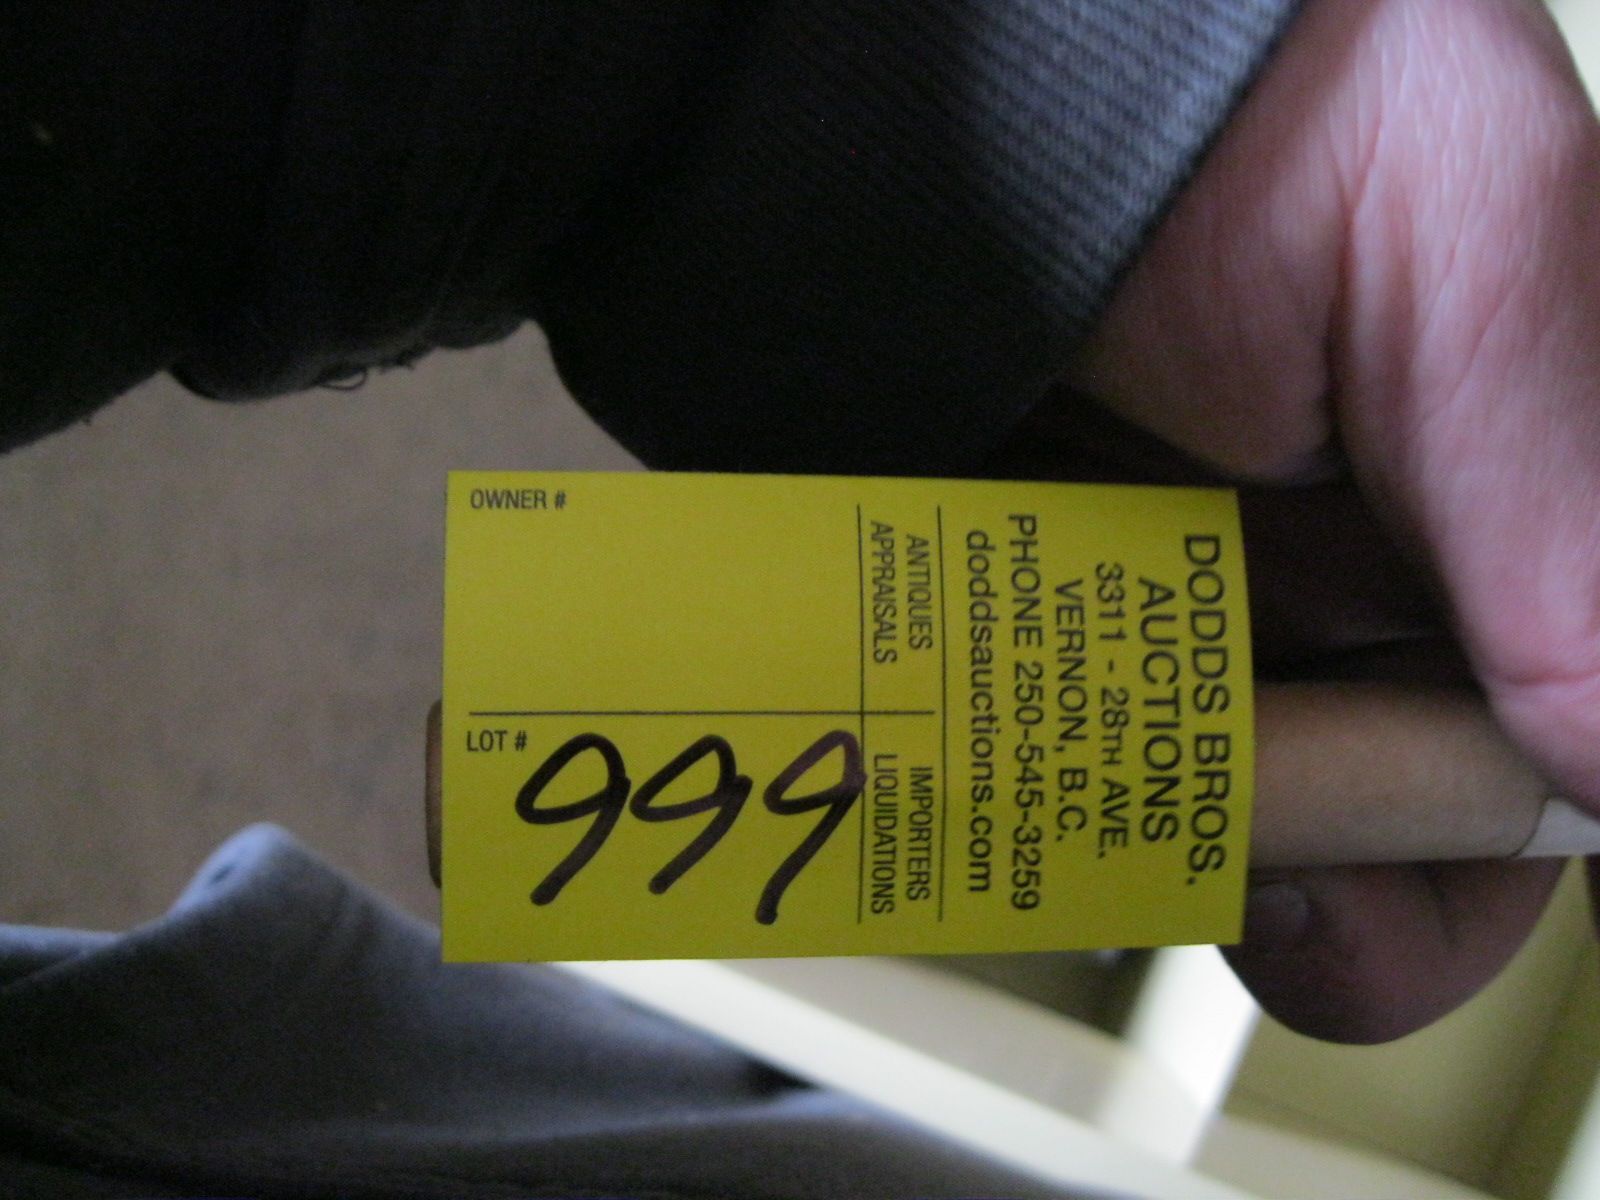 DODDS BROS.
AUCTIONS
3311 - 28TH AVE.
VERNON, B.C.
PHONE 250-545-3259
doddsauctions.com
ANTIQUES
APPRAISALS
IMPORTERS
LIQUIDATIONS
OWNER #
LOT # 999